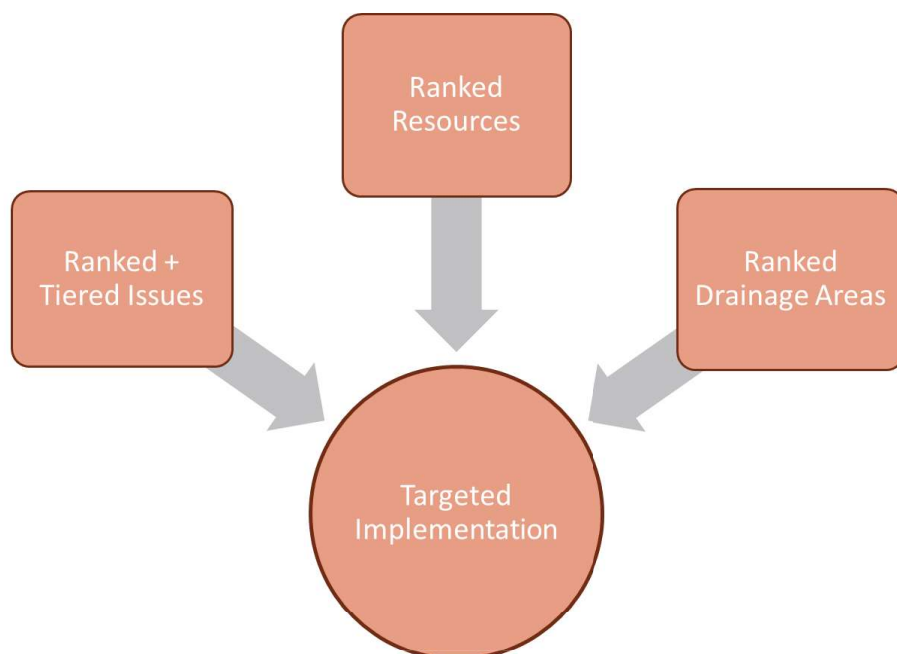 Ranked
Resources
Ranked +
Tiered Issues
Ranked
Drainage Areas
Targeted
Implementation